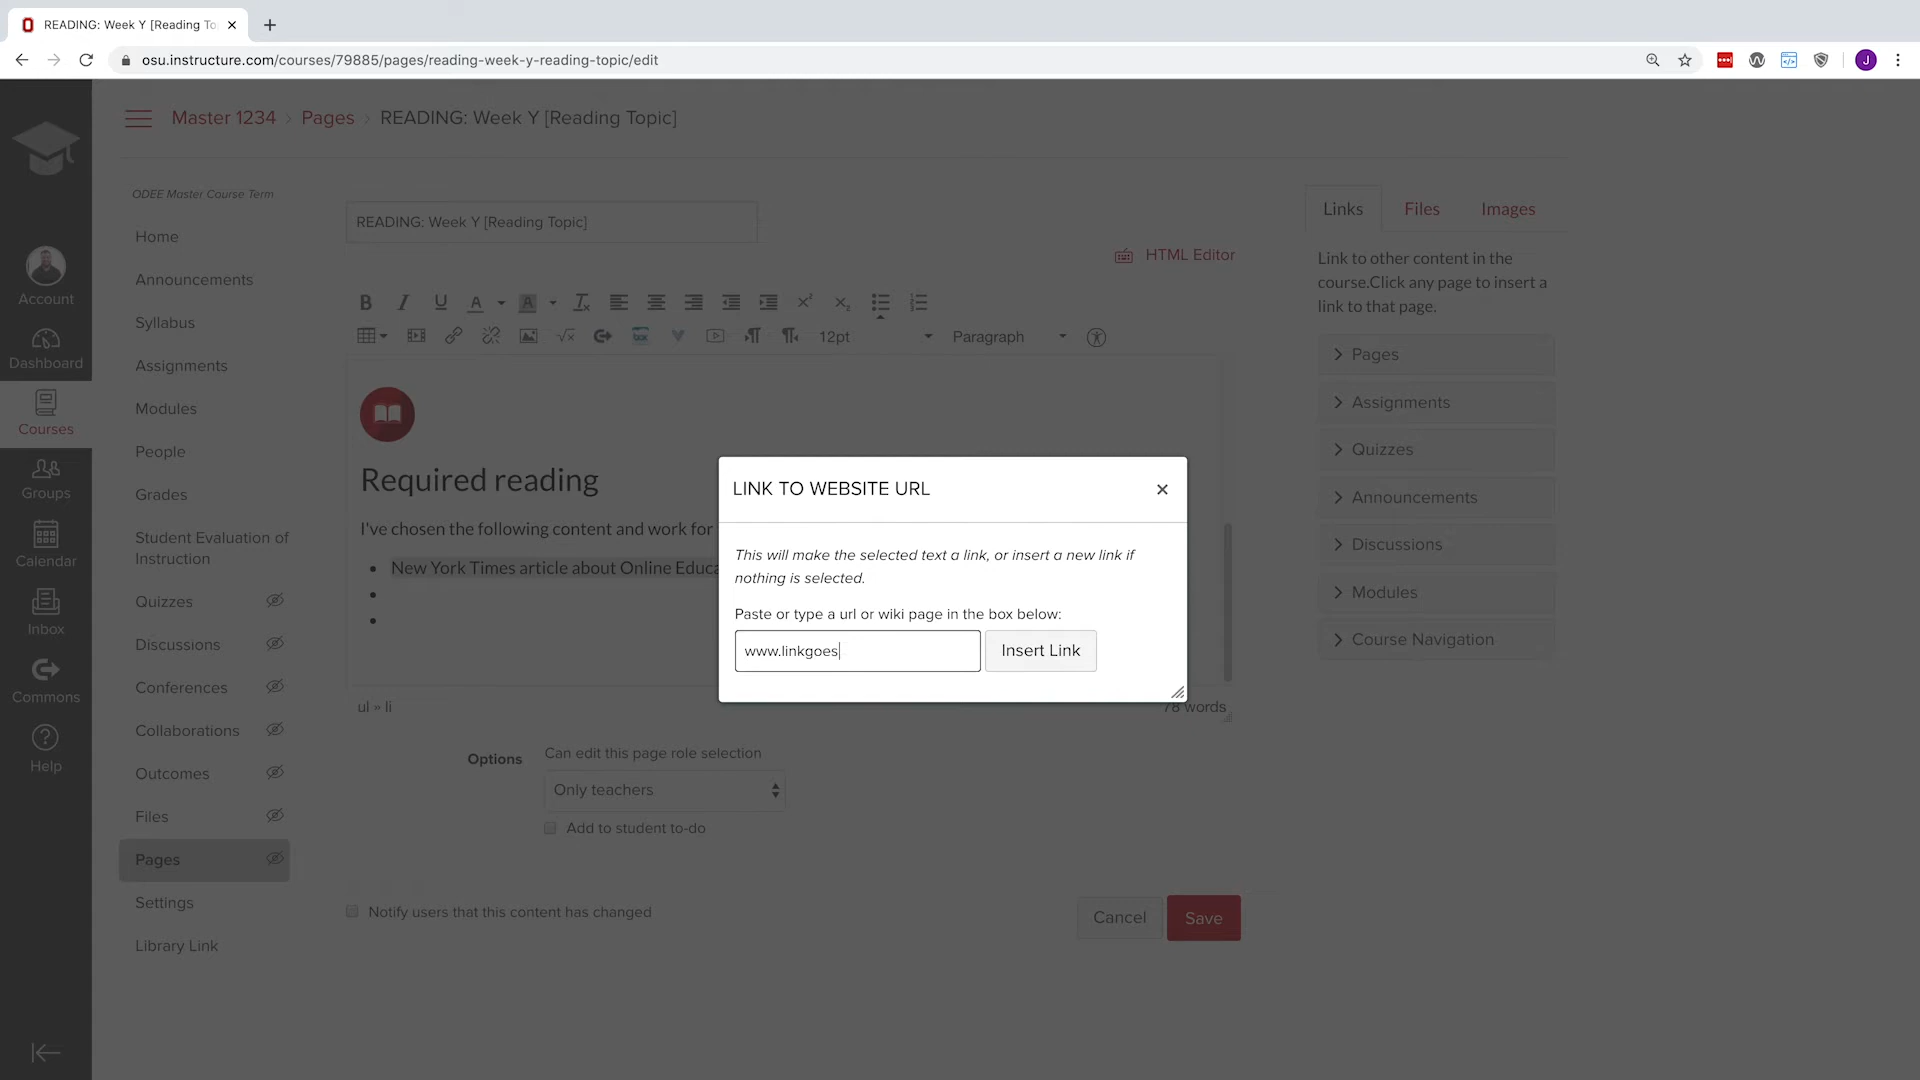 READING: Week Y [Reading To
osu.instructure.com/courses/79885/pages/reading-week-y-reading-topic/edit
J
Master 1234 > Pages > READING: Week Y [Reading Topic]
ODEE Master Course Term
Account
Dashboard
Courses
Groups
Calendar
Inbox
Commons
Help
Home
Announcements
Syllabus
Assignments
Modules
People
Grades
Student Evaluation of
Instruction
Quizzes
Discussions
Conferences
Collaborations
Outcomes
Files
Pages
Settings
Library Link
READING: Week Y [Reading Topic]
HTML Editor
12pt
Paragraph
Required reading
I've chosen the following content and work for
New York Times article about Online Educa
ul » li
78 words
LINK TO WEBSITE URL
This will make the selected text a link, or insert a new link if
nothing is selected.
Paste or type a url or wiki page in the box below:
www.linkgoes
Insert Link
Options
Can edit this page role selection
Only teachers
Add to student to-do
Notify users that this content has changed
Cancel
Save
Links
Files
Images
Link to other content in the
course.Click any page to insert a
link to that page.
Pages
Assignments
Quizzes
Announcements
Discussions
Modules
Course Navigation